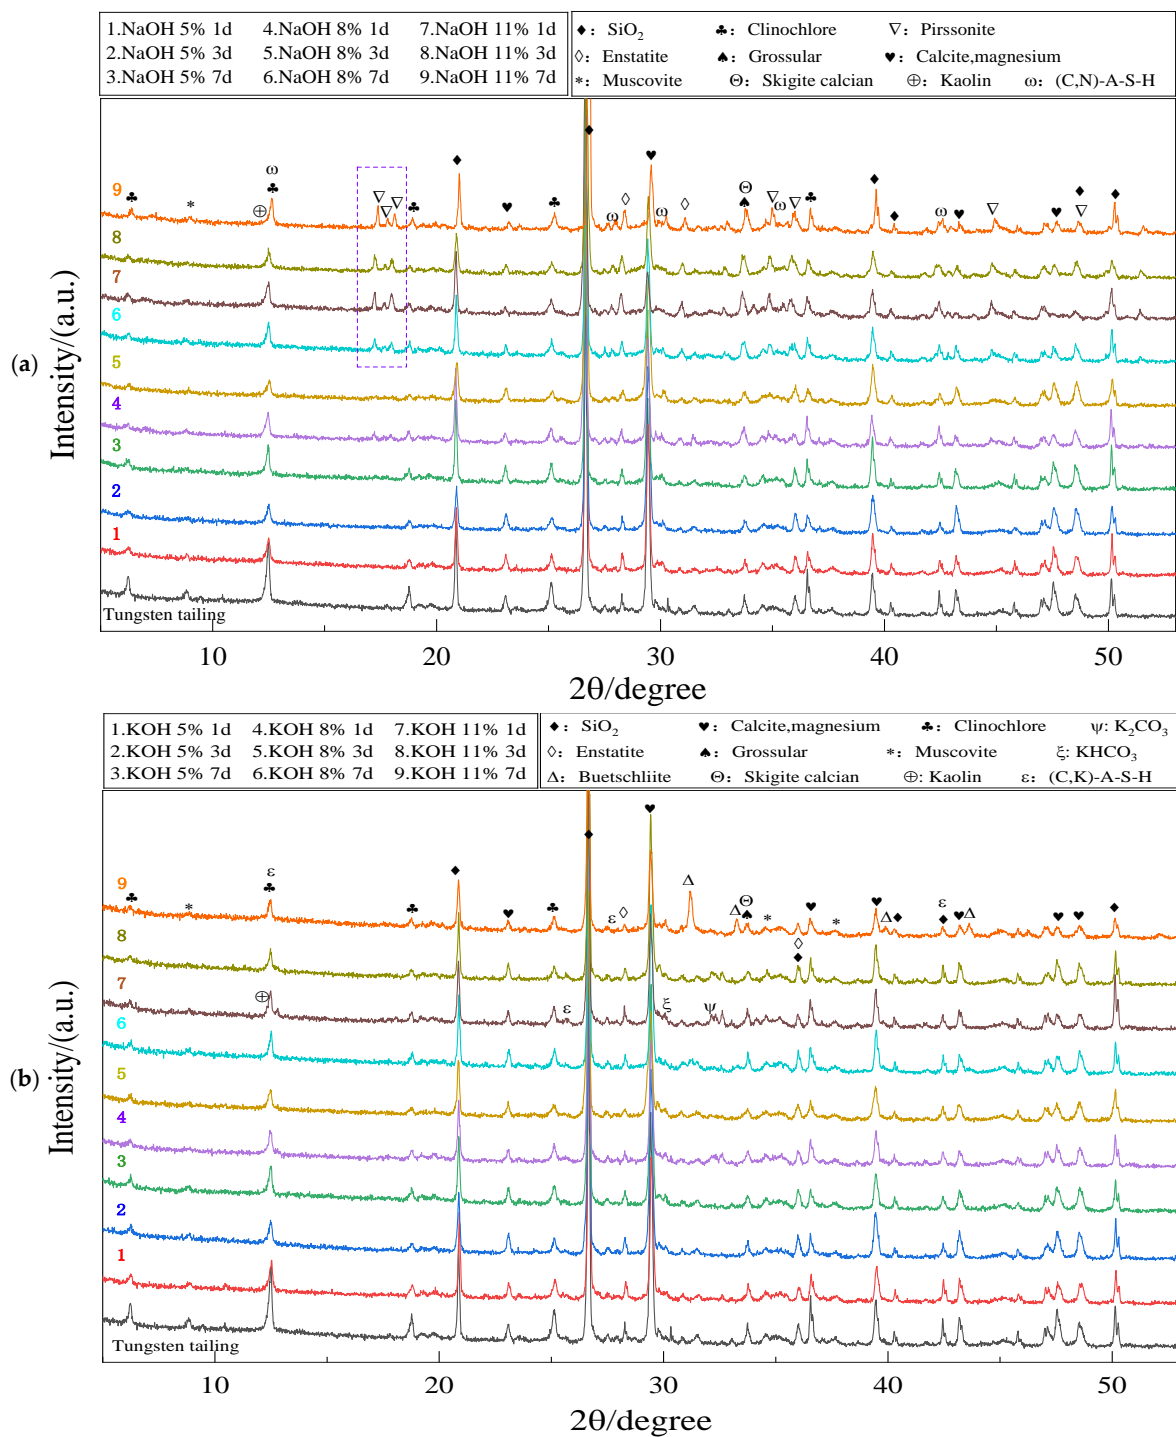 1.NaOH 5% 1d 4.NaOH 8% 1d 7.NaOH 11% 1d
2.NaOH 5% 3d 5.NaOH 8% 3d 8.NaOH 11% 3d
3.NaOH 5% 7d 6.NaOH 8% 7d 9.NaOH 11% 7d
♦: SiO₂ ♣: Clinochlore ▽: Pirssonite
◊: Enstatite ♠: Grossular ♥: Calcite,magnesium
*: Muscovite Θ: Skigite calcian ⊕: Kaolin ω: (C,N)-A-S-H
(a)
Intensity/(a.u.)
9
8
7
6
5
4
3
2
1
Tungsten tailing
10 20 30 40 50
2θ/degree
1.KOH 5% 1d 4.KOH 8% 1d 7.KOH 11% 1d
2.KOH 5% 3d 5.KOH 8% 3d 8.KOH 11% 3d
3.KOH 5% 7d 6.KOH 8% 7d 9.KOH 11% 7d
♦: SiO₂ ♥: Calcite,magnesium ♣: Clinochlore ψ: K₂CO₃
◊: Enstatite ♠: Grossular *: Muscovite ξ: KHCO₃
Δ: Buetschliite Θ: Skigite calcian ⊕: Kaolin ε: (C,K)-A-S-H
(b)
Intensity/(a.u.)
9
8
7
6
5
4
3
2
1
Tungsten tailing
10 20 30 40 50
2θ/degree